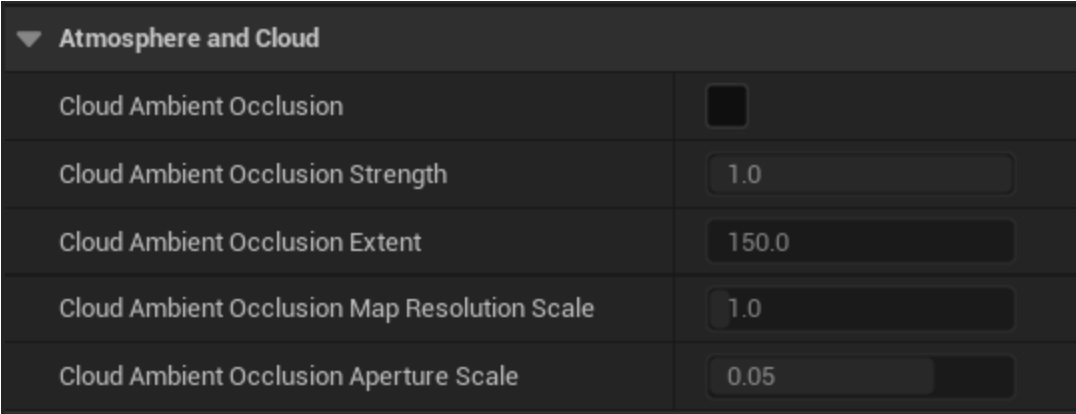 Atmosphere and Cloud
Cloud Ambient Occlusion
Cloud Ambient Occlusion Strength 1.0
Cloud Ambient Occlusion Extent 150.0
Cloud Ambient Occlusion Map Resolution Scale 1.0
Cloud Ambient Occlusion Aperture Scale 0.05